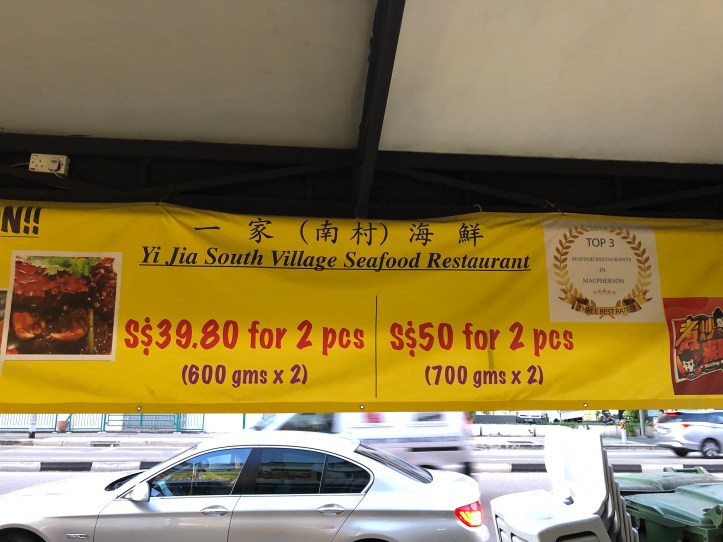 N!!
一家(南村)海鮮
Yi Jia South Village Seafood Restaurant
TOP 3
SEAFOOD RESTAURANTS
IN
MACPHERSON
THREE BEST RATED
S$39.80 for 2 pcs
(600 gms x 2)
S$50 for 2 pcs
(700 gms x 2)